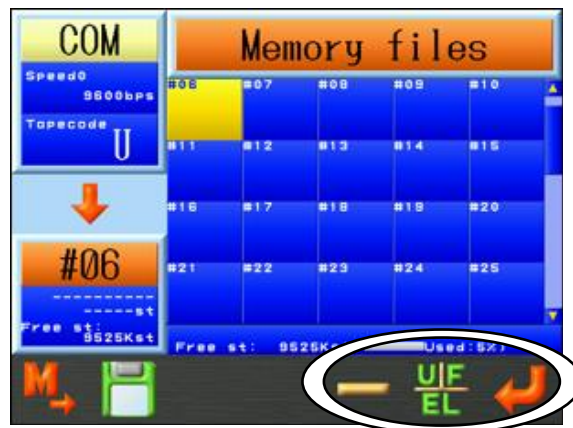 COM
Memory files
Speed0
9600bps
Tapecode
U
#06 #07 #08 #09 #10
#11 #12 #13 #14 #15
#16 #17 #18 #19 #20
#21 #22 #23 #24 #25
#06
----------
-----st
Free st:
9525Kst
Free st: 9525K Used:5%)
M
U F
EL